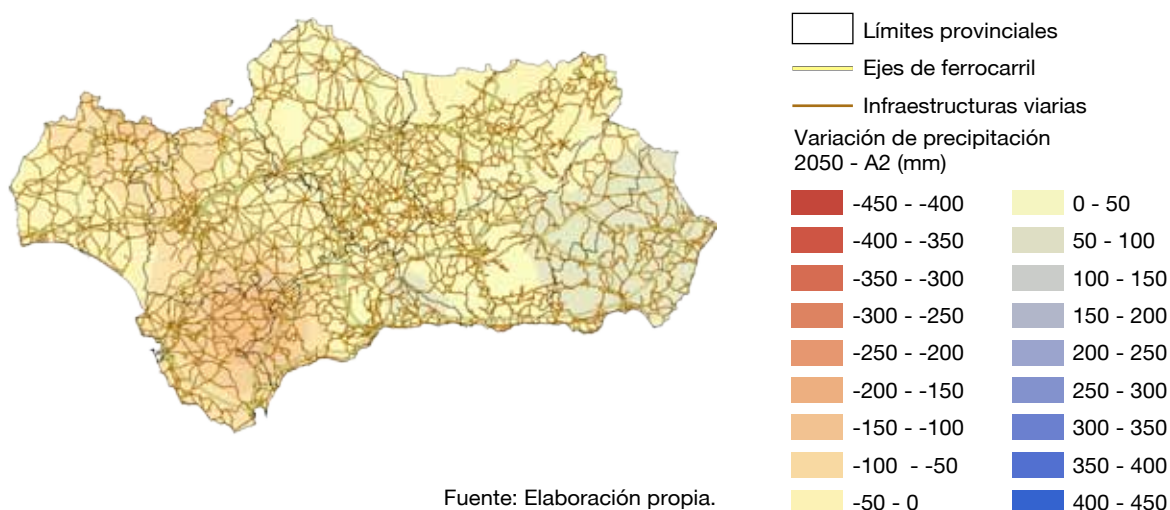 Límites provinciales
Ejes de ferrocarril
Infraestructuras viarias
Variación de precipitación
2050 - A2 (mm)
-450 - -400
-400 - -350
-350 - -300
-300 - -250
-250 - -200
-200 - -150
-150 - -100
-100 - -50
-50 - 0
0 - 50
50 - 100
100 - 150
150 - 200
200 - 250
250 - 300
300 - 350
350 - 400
400 - 450
Fuente: Elaboración propia.